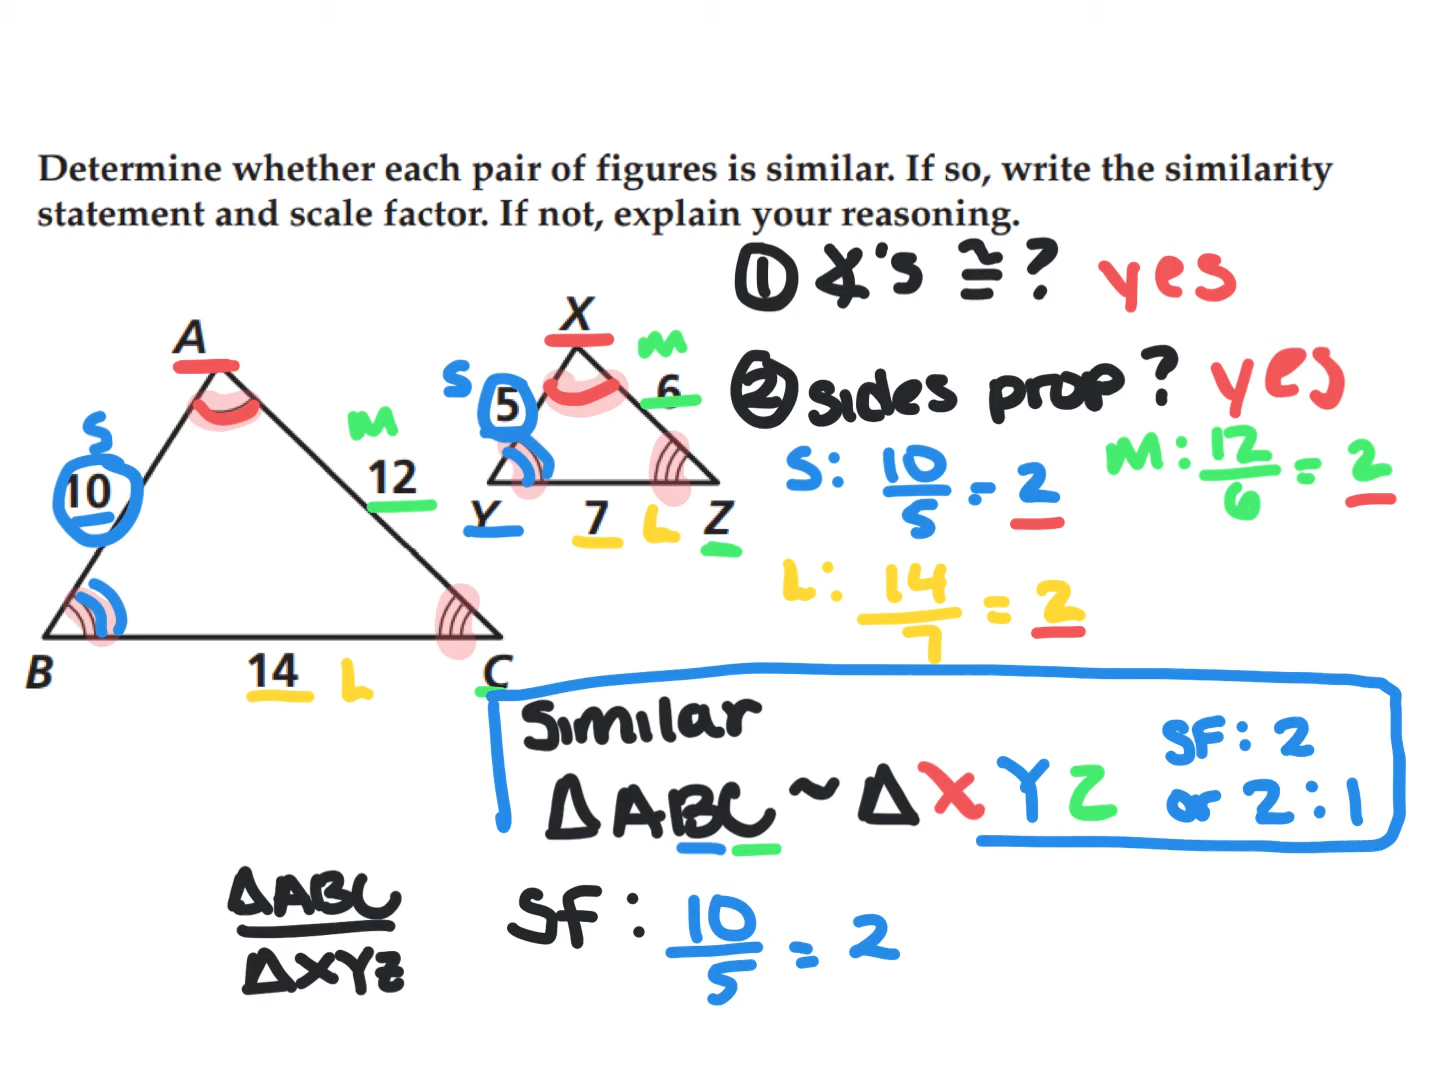 Determine whether each pair of figures is similar. If so, write the similarity
statement and scale factor. If not, explain your reasoning.
① ∡'s ≅ ? yes
② sides prop? yes
A
S
10
M
12
B
14 L
C
X
S
5
M
6
Y
7 L
Z
S: 10/5 = 2
M: 12/6 = 2
L: 14/7 = 2
Similar
ΔABC ~ ΔXYZ
SF: 2
or 2:1
ΔABC
ΔXYZ
SF: 10/5 = 2